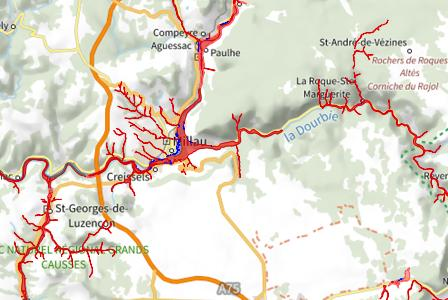 Compeyre
Aguessac
Paulhe
St-André-de-Vézines
Rochers de Roques
Altès
Corniche du Rajol
La Roque-Ste-
Marguerite
la Dourbie
Millau
Creissels
St-Georges-de-
Luzençon
GRANDS
CAUSSES
A75